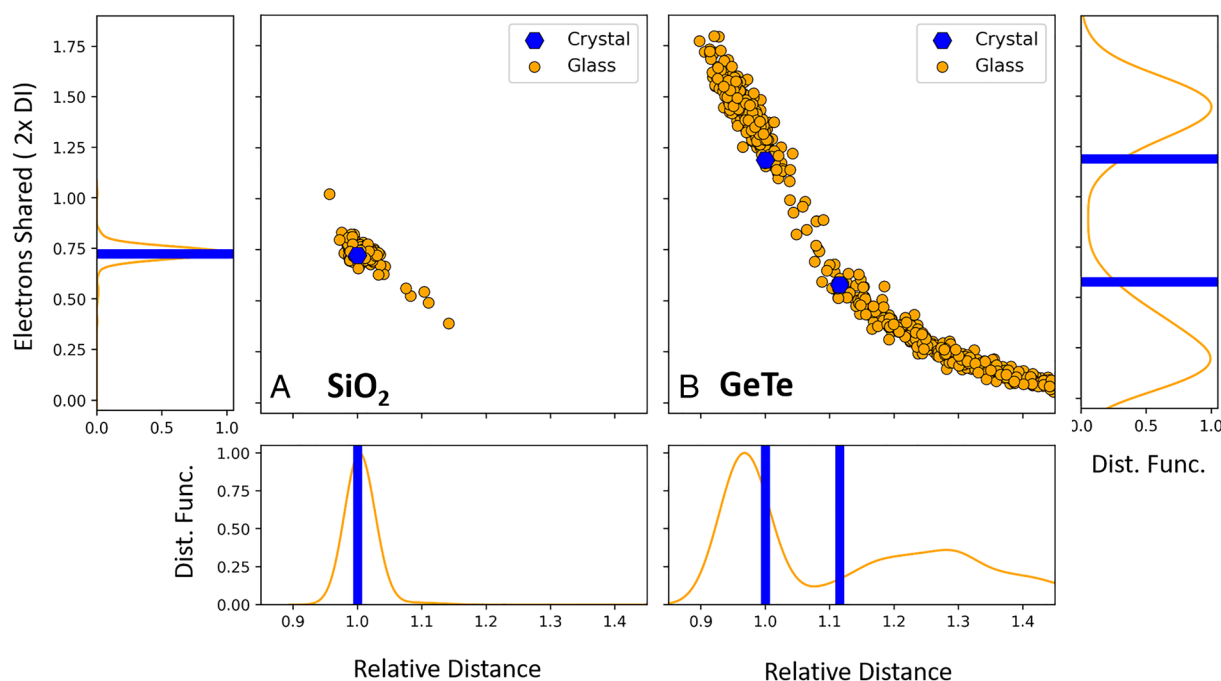 Electrons Shared ( 2x DI)
1.75
1.50
1.25
1.00
0.75
0.50
0.25
0.00
0.0 0.5 1.0
Crystal
Glass
A SiO2
Crystal
Glass
B GeTe
0.5 1.0
Dist. Func.
Dist. Func.
1.00
0.75
0.50
0.25
0.00
0.9 1.0 1.1 1.2 1.3 1.4
Relative Distance
0.9 1.0 1.1 1.2 1.3 1.4
Relative Distance